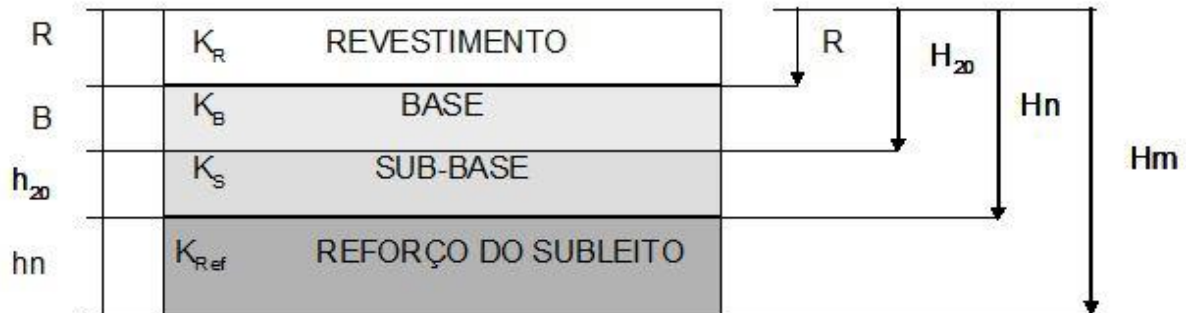 R K_R REVESTIMENTO R H_20
B K_B BASE Hn
h_20 K_S SUB-BASE Hm
hn K_Ref REFORÇO DO SUBLEITO